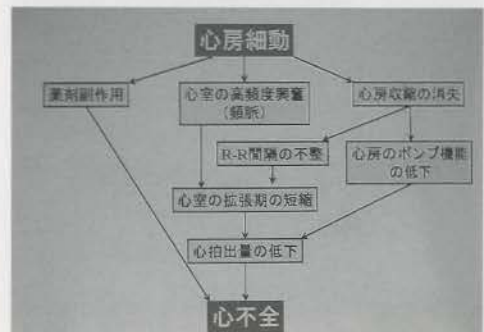 心房細動
薬剤副作用
心室の高頻度興奮
(頻脈)
心房収縮の消失
R-R間隔の不整
心房のポンプ機能
の低下
心室の拡張期の短縮
心拍出量の低下
心不全